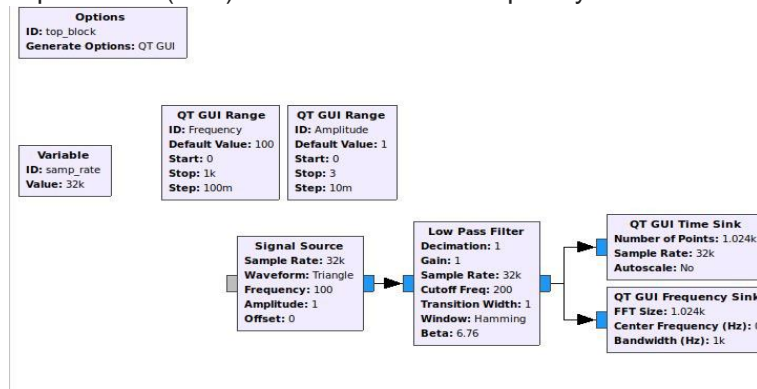 Options
ID: top_block
Generate Options: QT GUI
QT GUI Range
ID: Frequency
Default Value: 100
Start: 0
Stop: 1k
Step: 100m
QT GUI Range
ID: Amplitude
Default Value: 1
Start: 0
Stop: 3
Step: 10m
Variable
ID: samp_rate
Value: 32k
Signal Source
Sample Rate: 32k
Waveform: Triangle
Frequency: 100
Amplitude: 1
Offset: 0
Low Pass Filter
Decimation: 1
Gain: 1
Sample Rate: 32k
Cutoff Freq: 200
Transition Width: 1
Window: Hamming
Beta: 6.76
QT GUI Time Sink
Number of Points: 1.024k
Sample Rate: 32k
Autoscale: No
QT GUI Frequency Sink
FFT Size: 1.024k
Center Frequency (Hz):
Bandwidth (Hz): 1k